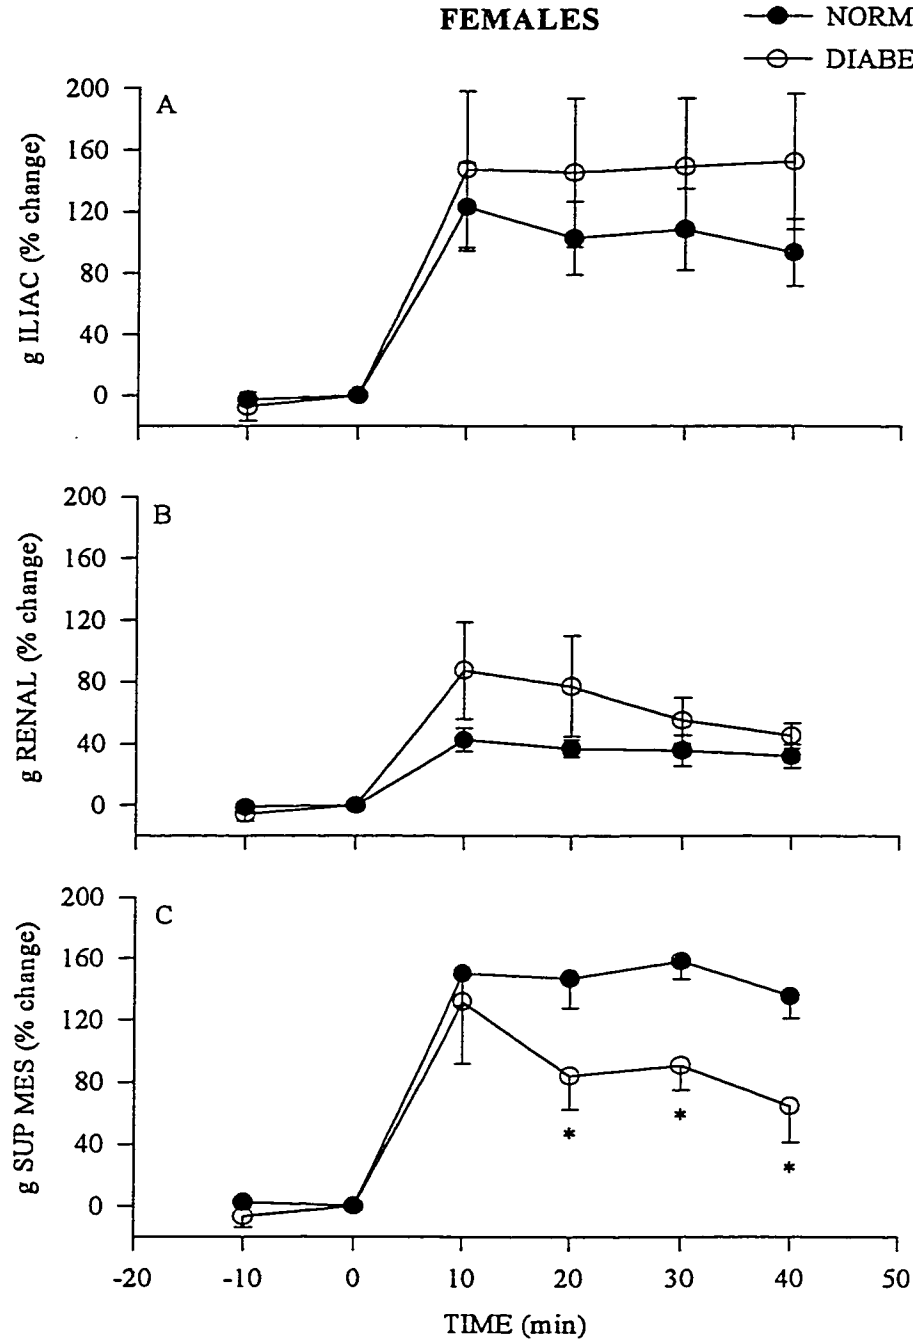 FEMALES
NORM
DIABE
A
200
160
120
80
40
0
g ILIAC (% change)
B
200
160
120
80
40
0
g RENAL (% change)
C
200
160
120
80
40
0
g SUP MES (% change)
*
*
*
-20 -10 0 10 20 30 40 50
TIME (min)